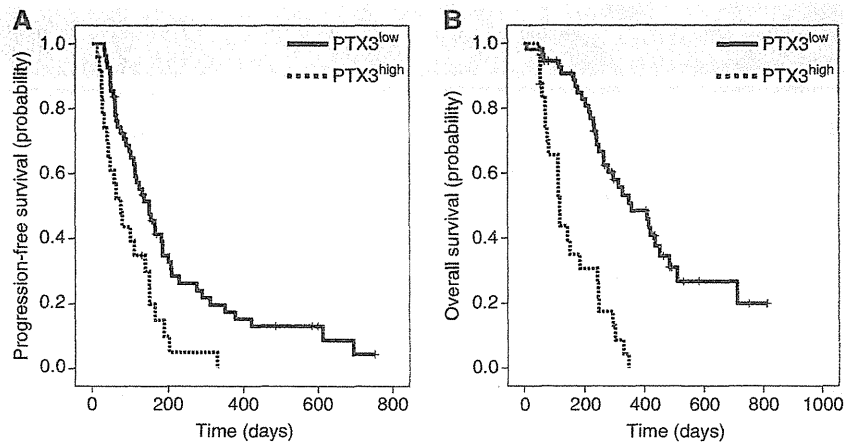 A
PTX3low
PTX3high
1.0
0.8
0.6
0.4
0.2
0.0
Progression-free survival (probability)
0
200
400
600
800
Time (days)
B
PTX3low
PTX3high
1.0
0.8
0.6
0.4
0.2
0.0
Overall survival (probability)
0
200
400
600
800
1000
Time (days)